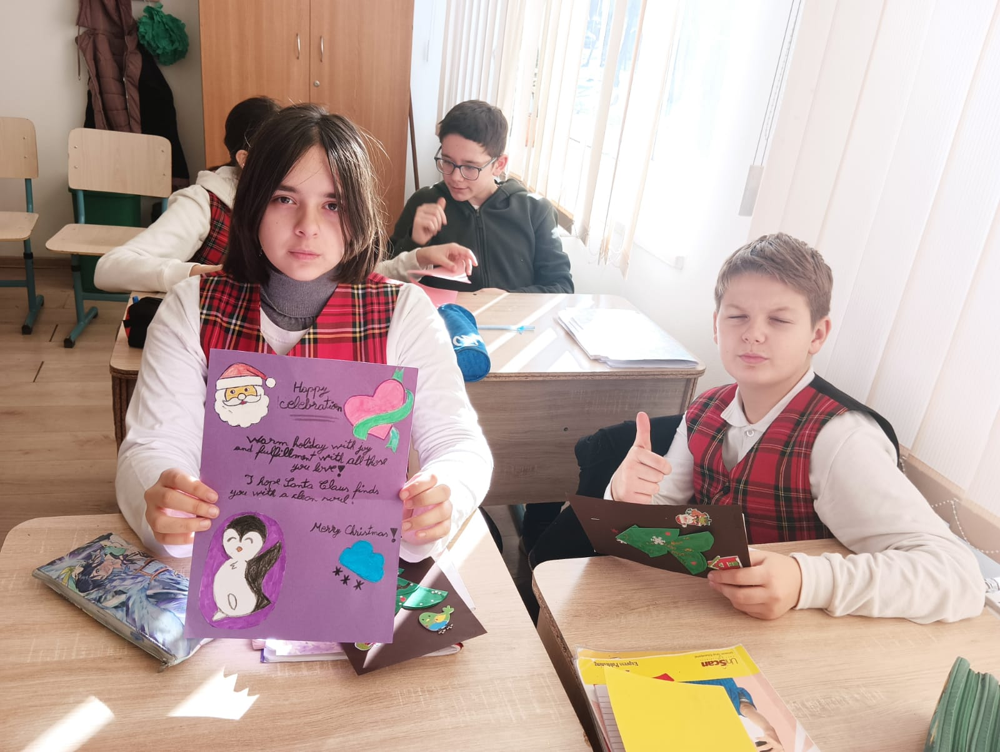 Happy
celebration
Warm holiday with joy
and fulfillment with all those
you love!
I hope Santa Claus finds
you with a clean soul.
Merry Christmas!
UniScan
Express Publishing